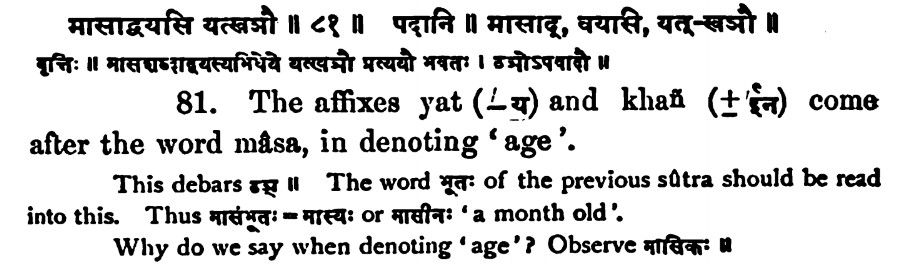 मासाद्वयसि यत्खञौ ॥ ८१ ॥ पदानि ॥ मासाद्, वयासि, यत्-खञौ ॥
वृत्तिः ॥ मासशब्दाद्वयस्यभिधेये यत्खञौ प्रत्ययौ भवतः । ठञोऽपवादौ ॥
81. The affixes yat (—́य) and khañ (± ́ईन) come
after the word mâsa, in denoting ‘age’.
This debars ठञ् ॥ The word भूतः of the previous sûtra should be read
into this. Thus मासंभूतः = मास्यः or मासीनः ‘a month old’.
Why do we say when denoting ‘age’? Observe मासिकः ॥